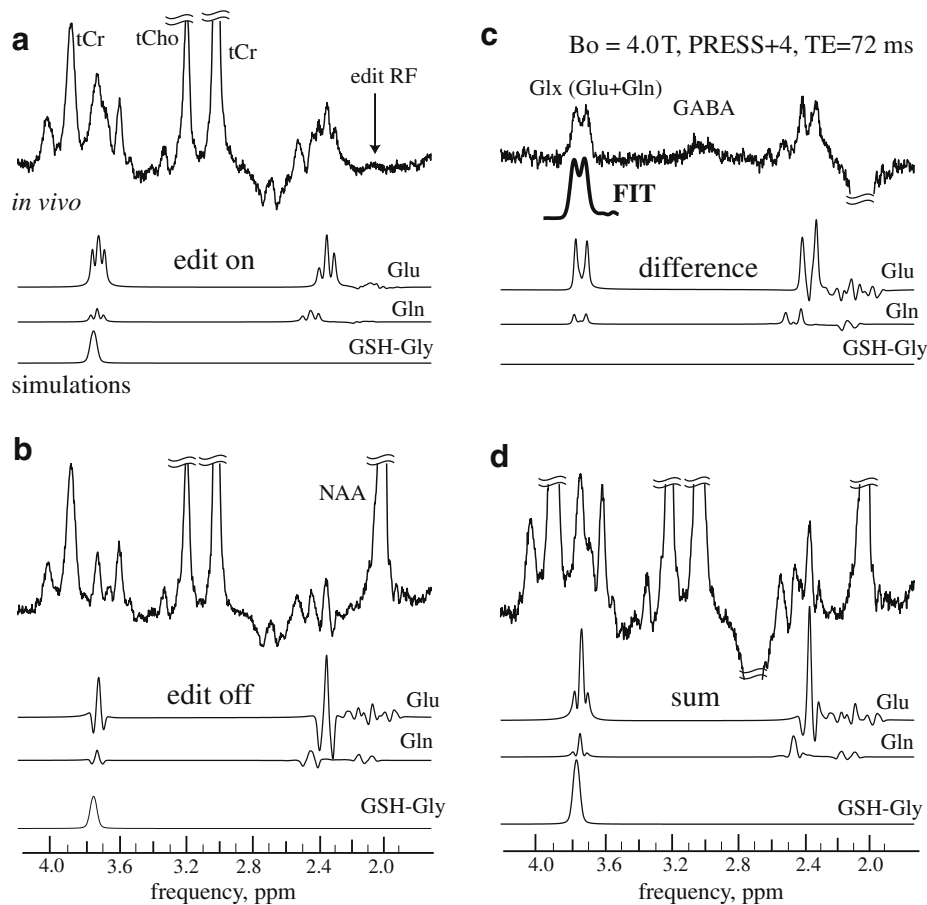 a
tCr
tCho
tCr
edit RF
in vivo
edit on
Glu
Gln
GSH-Gly
simulations
c
Bo = 4.0T, PRESS+4, TE=72 ms
Glx (Glu+Gln)
GABA
FIT
difference
Glu
Gln
GSH-Gly
b
NAA
edit off
Glu
Gln
GSH-Gly
4.0 3.6 3.2 2.8 2.4 2.0
frequency, ppm
d
sum
Glu
Gln
GSH-Gly
4.0 3.6 3.2 2.8 2.4 2.0
frequency, ppm